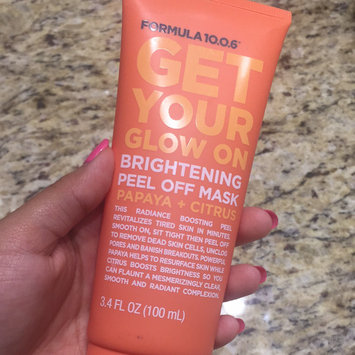 FORMULA 10.0.6™
GET
YOUR
GLOW ON
BRIGHTENING
PEEL OFF MASK
PAPAYA + CITRUS
THIS RADIANCE BOOSTING PEEL
REVITALIZES TIRED SKIN IN MINUTES.
SMOOTH ON, SIT TIGHT THEN PEEL OFF
TO REMOVE DEAD SKIN CELLS, UNCLOG
PORES AND BANISH BREAKOUTS. POWERFUL
PAPAYA HELPS TO RESURFACE SKIN WHILE
CITRUS BOOSTS BRIGHTNESS SO YOU
CAN FLAUNT A MESMERIZINGLY CLEAR,
SMOOTH AND RADIANT COMPLEXION.
3.4 FL OZ (100 mL)